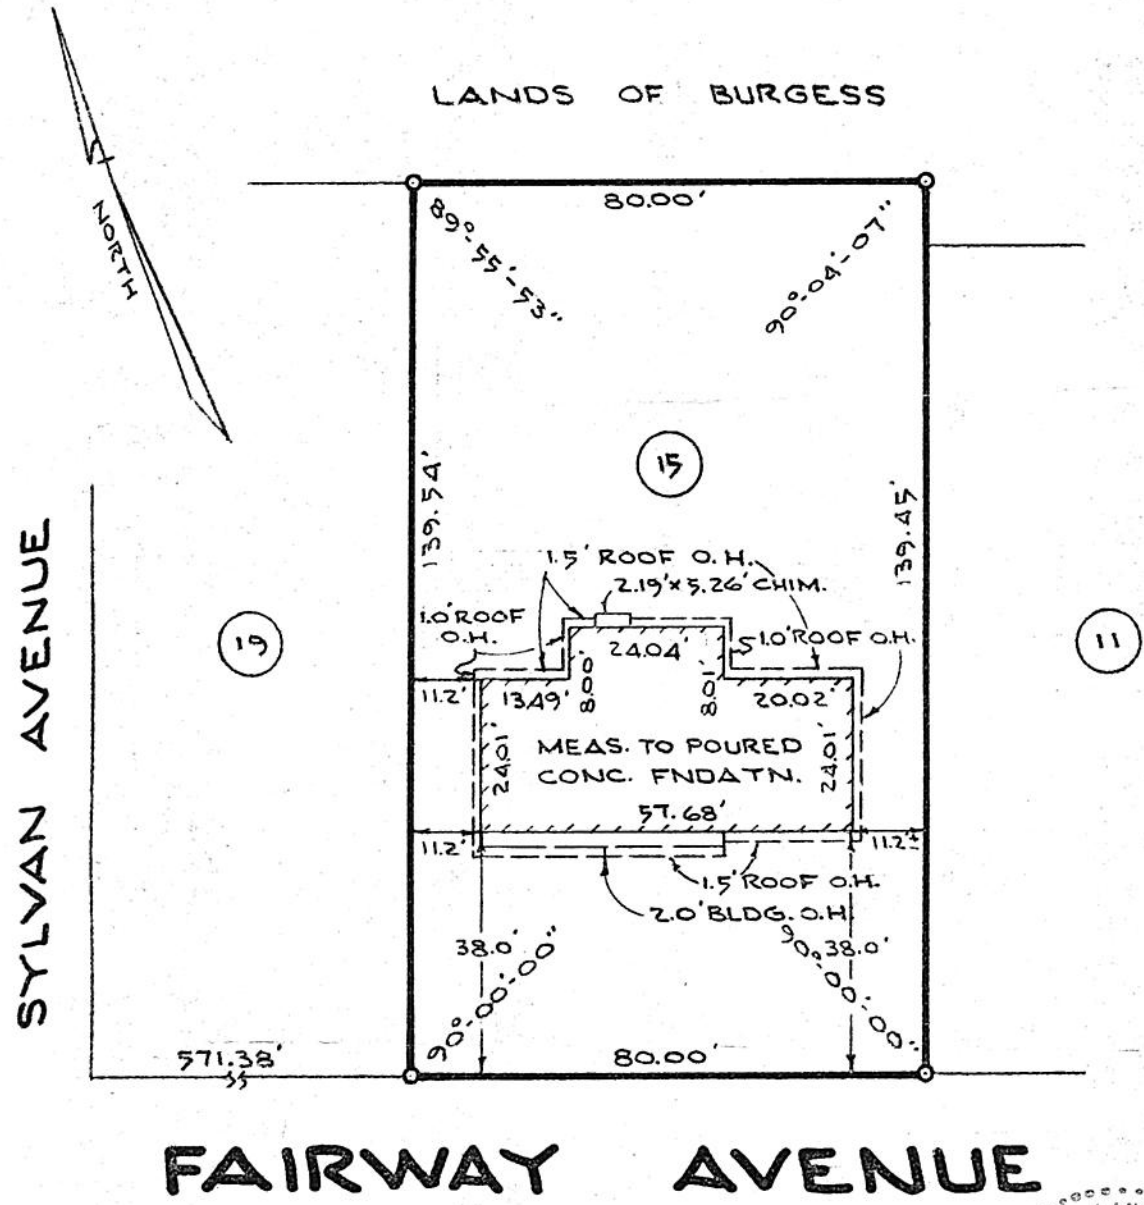 LANDS OF BURGESS
80.00'
89°-55'-53"
90°-04'-07"
NORTH
15
139.54'
139.45'
SYLVAN AVENUE
19
11
1.5' ROOF O.H.
2.19' x 5.26' CHIM.
1.0' ROOF
O.H.
1.0' ROOF O.H.
24.04'
8.00'
8.01'
11.2'
13.49'
20.02'
24.01'
MEAS. TO POURED
CONC. FNDATN.
24.01'
57.68'
11.2'
11.2'±
1.5' ROOF O.H.
2.0' BLDG. O.H.
38.0'
38.0'
90°-00'-00"
90°-00'-00"
571.38'
80.00'
FAIRWAY AVENUE